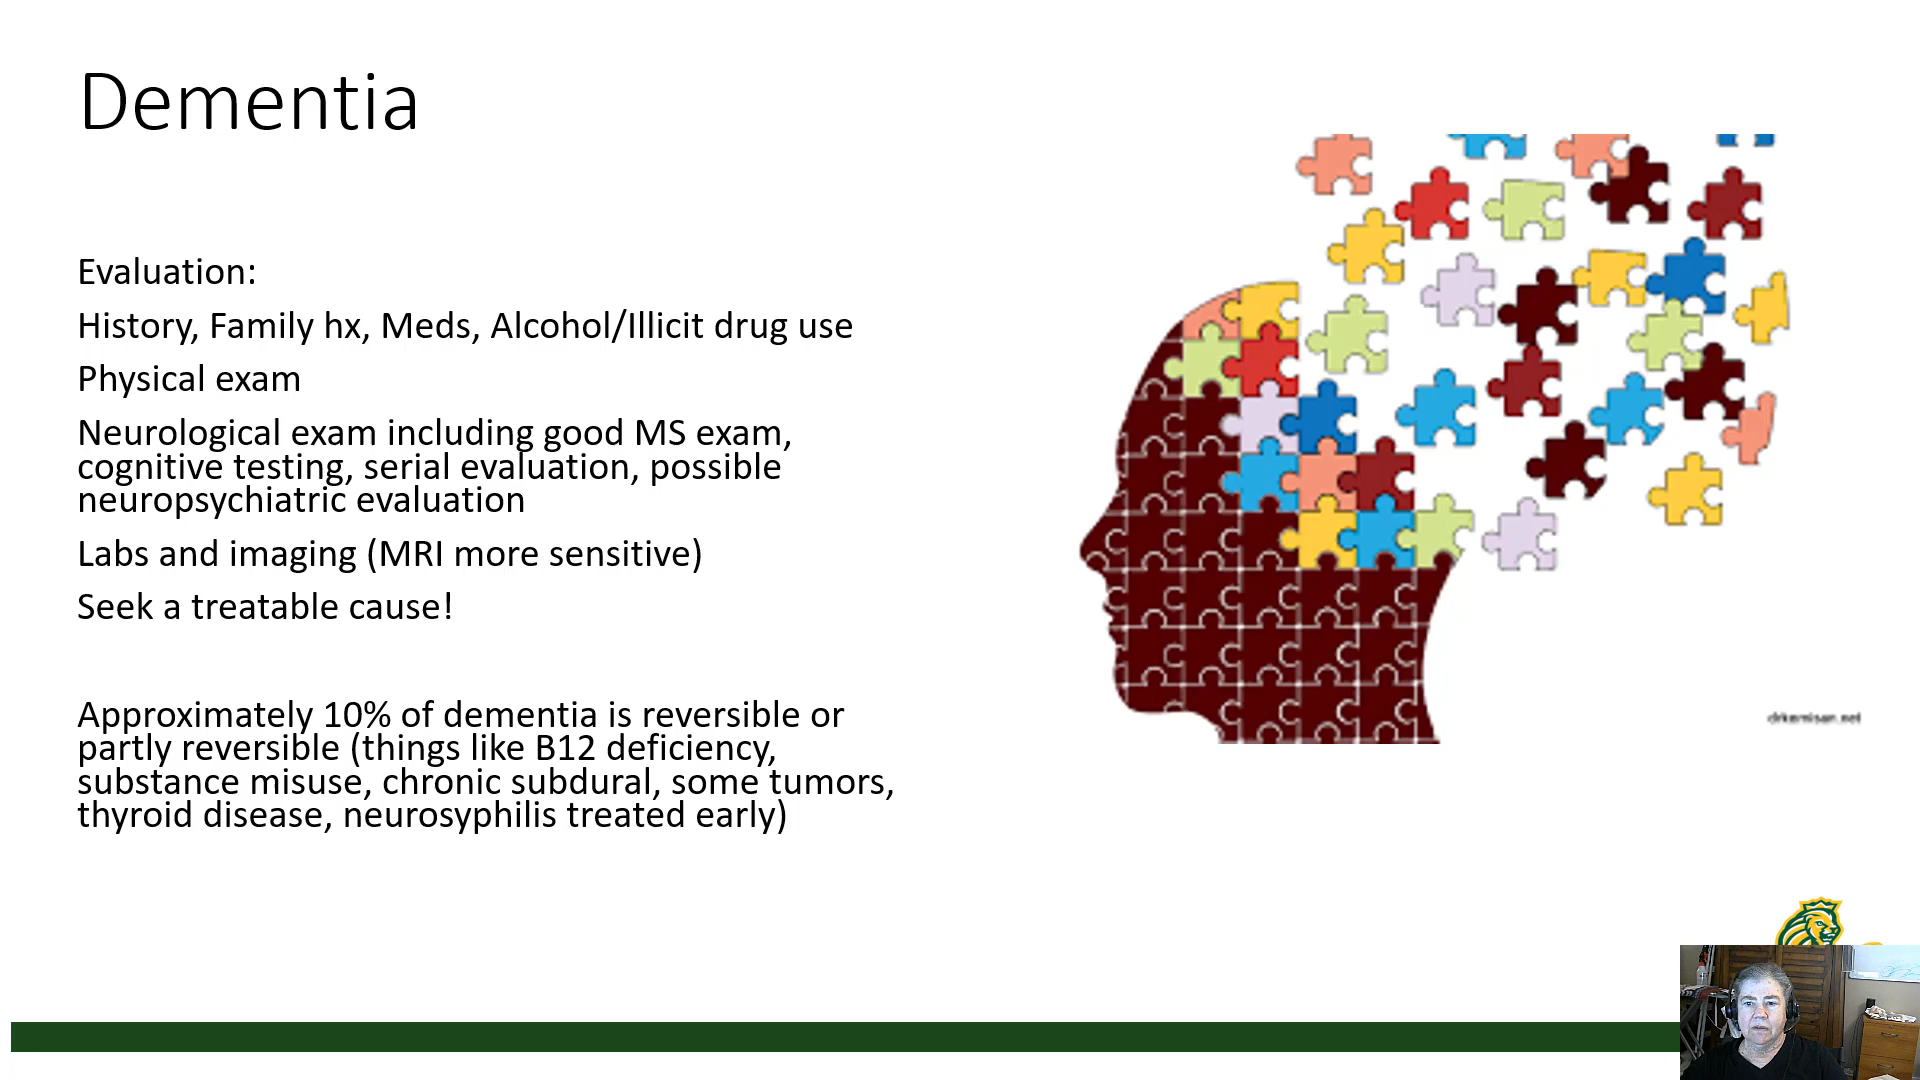 Dementia
Evaluation:
History, Family hx, Meds, Alcohol/Illicit drug use
Physical exam
Neurological exam including good MS exam,
cognitive testing, serial evaluation, possible
neuropsychiatric evaluation
Labs and imaging (MRI more sensitive)
Seek a treatable cause!
Approximately 10% of dementia is reversible or
partly reversible (things like B12 deficiency,
substance misuse, chronic subdural, some tumors,
thyroid disease, neurosyphilis treated early)